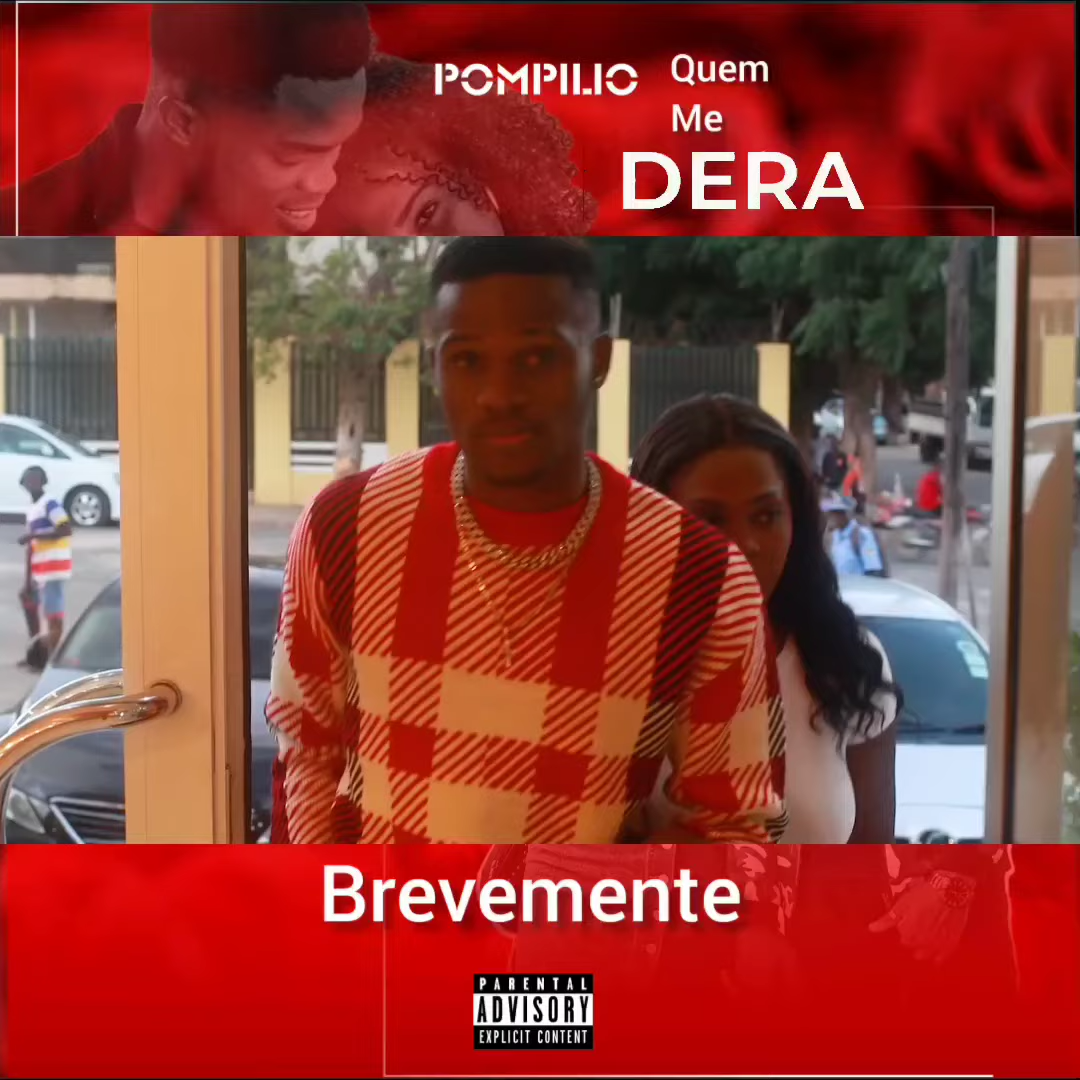 POMPILIO
Quem
Me
DERA
Brevemente
PARENTAL
ADVISORY
EXPLICIT CONTENT